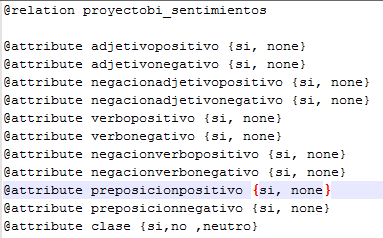 @relation proyectobi_sentimientos
@attribute adjetivopositivo {si, none}
@attribute adjetivonegativo {si, none}
@attribute negacionadjetivopositivo {si, none}
@attribute negacionadjetivonegativo {si, none}
@attribute verbopositivo {si, none}
@attribute verbonegativo {si, none}
@attribute negacionverbopositivo {si, none}
@attribute negacionverbonegativo {si, none}
@attribute preposicionpositivo {si, none}
@attribute preposicionnegativo {si, none}
@attribute clase {si,no ,neutro}